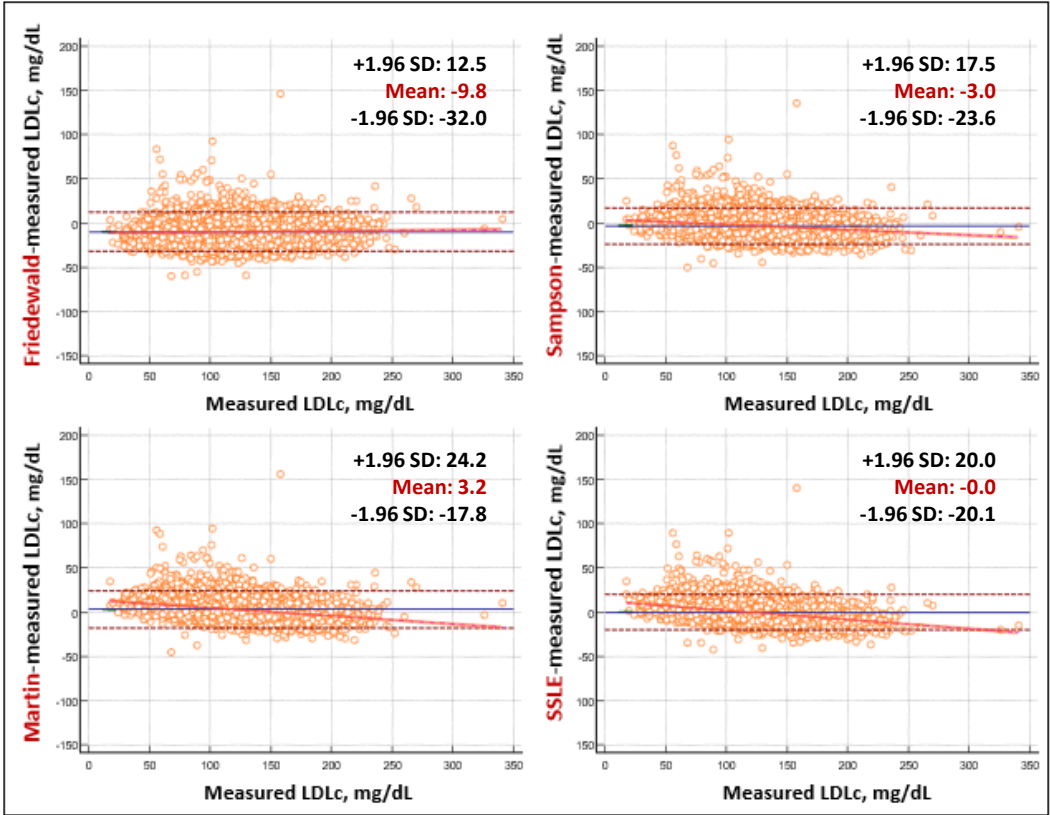 Friedewald-measured LDLc, mg/dL
200
150
100
50
0
-50
-100
-150
+1.96 SD: 12.5
Mean: -9.8
-1.96 SD: -32.0
0 50 100 150 200 250 300 350
Measured LDLc, mg/dL
Sampson-measured LDLc, mg/dL
200
150
100
50
0
-50
-100
-150
+1.96 SD: 17.5
Mean: -3.0
-1.96 SD: -23.6
0 50 100 150 200 250 300 350
Measured LDLc, mg/dL
Martin-measured LDLc, mg/dL
200
150
100
50
0
-50
-100
-150
+1.96 SD: 24.2
Mean: 3.2
-1.96 SD: -17.8
0 50 100 150 200 250 300 350
Measured LDLc, mg/dL
SSLE-measured LDLc, mg/dL
200
150
100
50
0
-50
-100
-150
+1.96 SD: 20.0
Mean: -0.0
-1.96 SD: -20.1
0 50 100 150 200 250 300 350
Measured LDLc, mg/dL